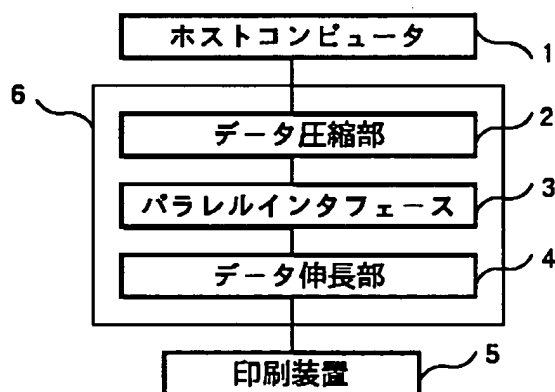 ホストコンピュータ
1
6
データ圧縮部
2
パラレルインタフェース
3
データ伸長部
4
印刷装置
5